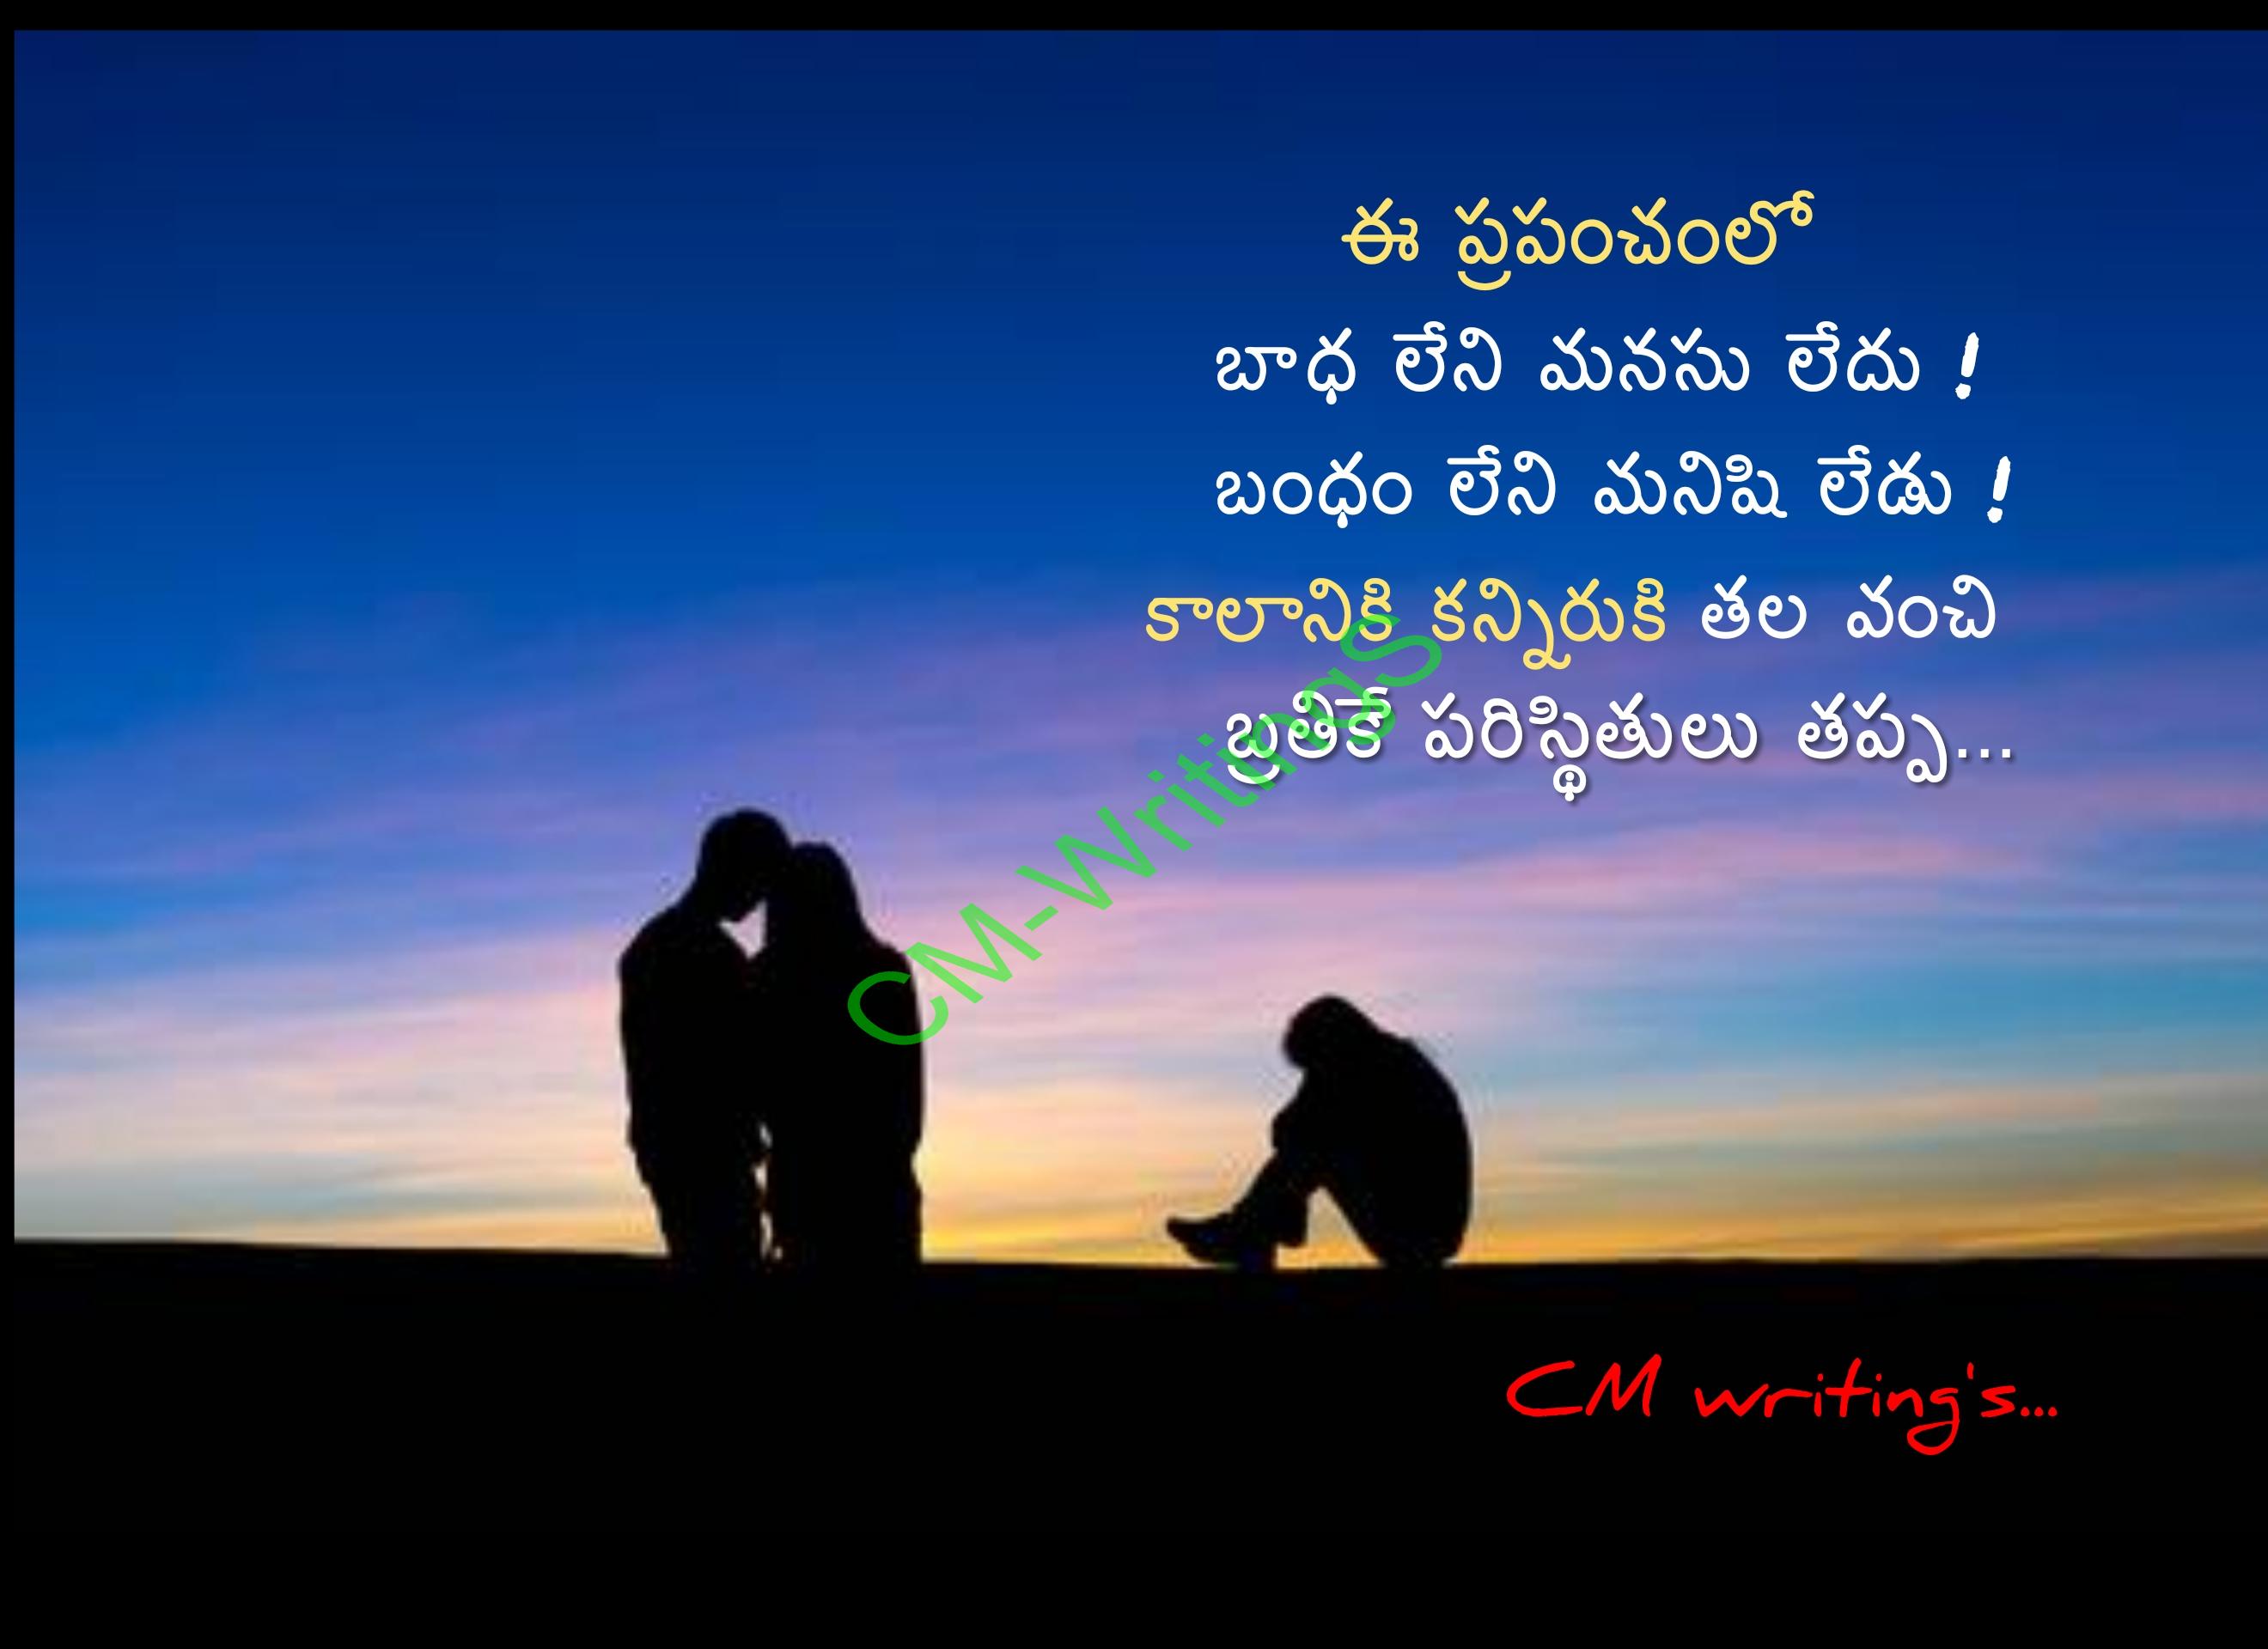 ఈ ప్రపంచంలో
బాధ లేని మనసు లేదు !
బంధం లేని మనిషి లేడు !
కాలానికి కన్నిరుకి తల వంచి
బ్రతికే పరిస్థితులు తప్ప...
CM-Writings
CM writing's...